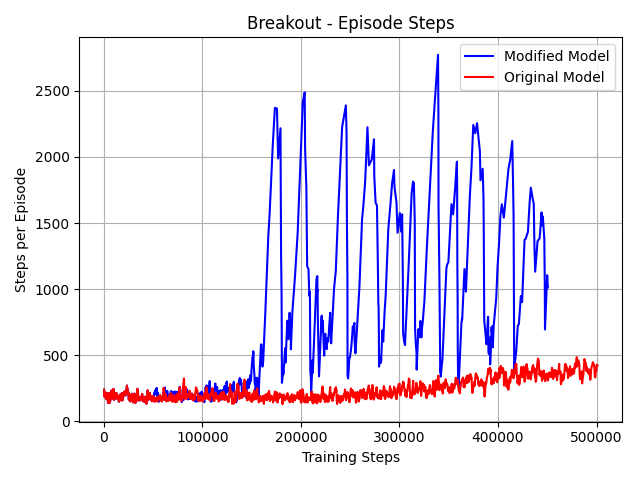 Breakout - Episode Steps
Modified Model
Original Model
Steps per Episode
2500
2000
1500
1000
500
0
0 100000 200000 300000 400000 500000
Training Steps